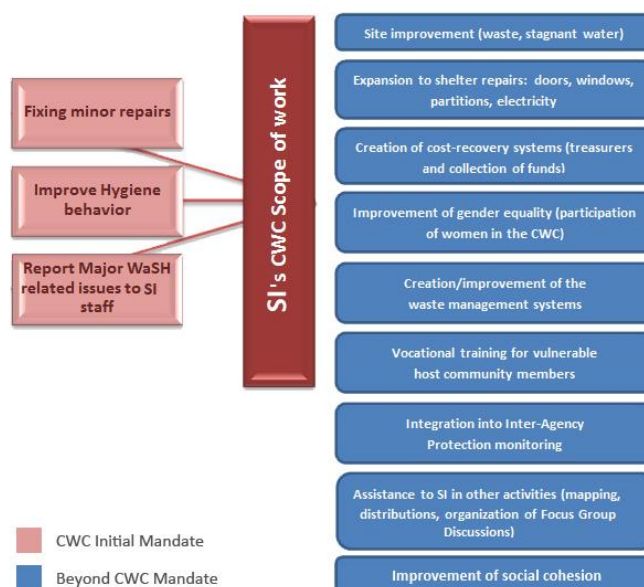 Fixing minor repairs
Improve Hygiene
behavior
Report Major WaSH
related issues to SI
staff
SI's CWC Scope of work
Site improvement (waste, stagnant water)
Expansion to shelter repairs: doors, windows,
partitions, electricity
Creation of cost-recovery systems (treasurers
and collection of funds)
Improvement of gender equality (participation
of women in the CWC)
Creation/improvement of the
waste management systems
Vocational training for vulnerable
host community members
Integration into Inter-Agency
Protection monitoring
Assistance to SI in other activities (mapping,
distributions, organization of Focus Group
Discussions)
Improvement of social cohesion
CWC Initial Mandate
Beyond CWC Mandate